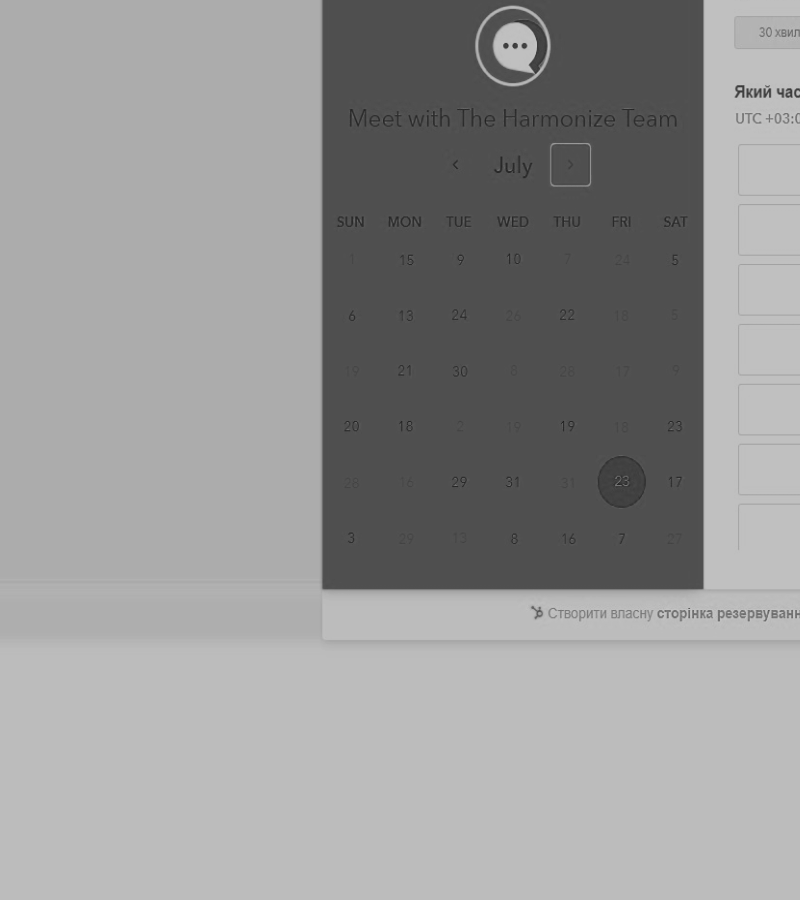 30 хвил
Meet with The Harmonize Team
Який час
UTC +03:0
July
SUN MON TUE WED THU FRI SAT
1 15 9 10 7 24 5
6 13 24 26 22 18 5
19 21 30 8 28 17 9
20 18 2 19 19 18 23
28 16 29 31 31 23 17
3 29 13 8 16 7 27
Створити власну сторінка резервуванн